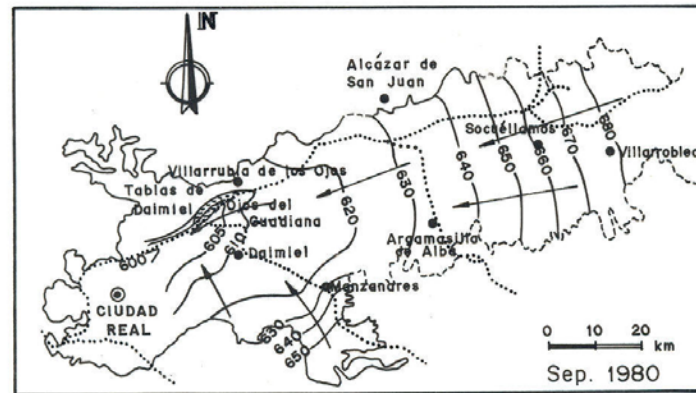 N
Alcázar de
San Juan
Socuéllamos
Villarrobledo
Villarrubia de los Ojos
Tablas de
Daimiel
Ojos del
Guadiana
Daimiel
Argamasilla
de Alba
Manzanares
CIUDAD
REAL
600
605
610
620
630
640
650
660
670
680
630
640
650
0 10 20
km
Sep. 1980